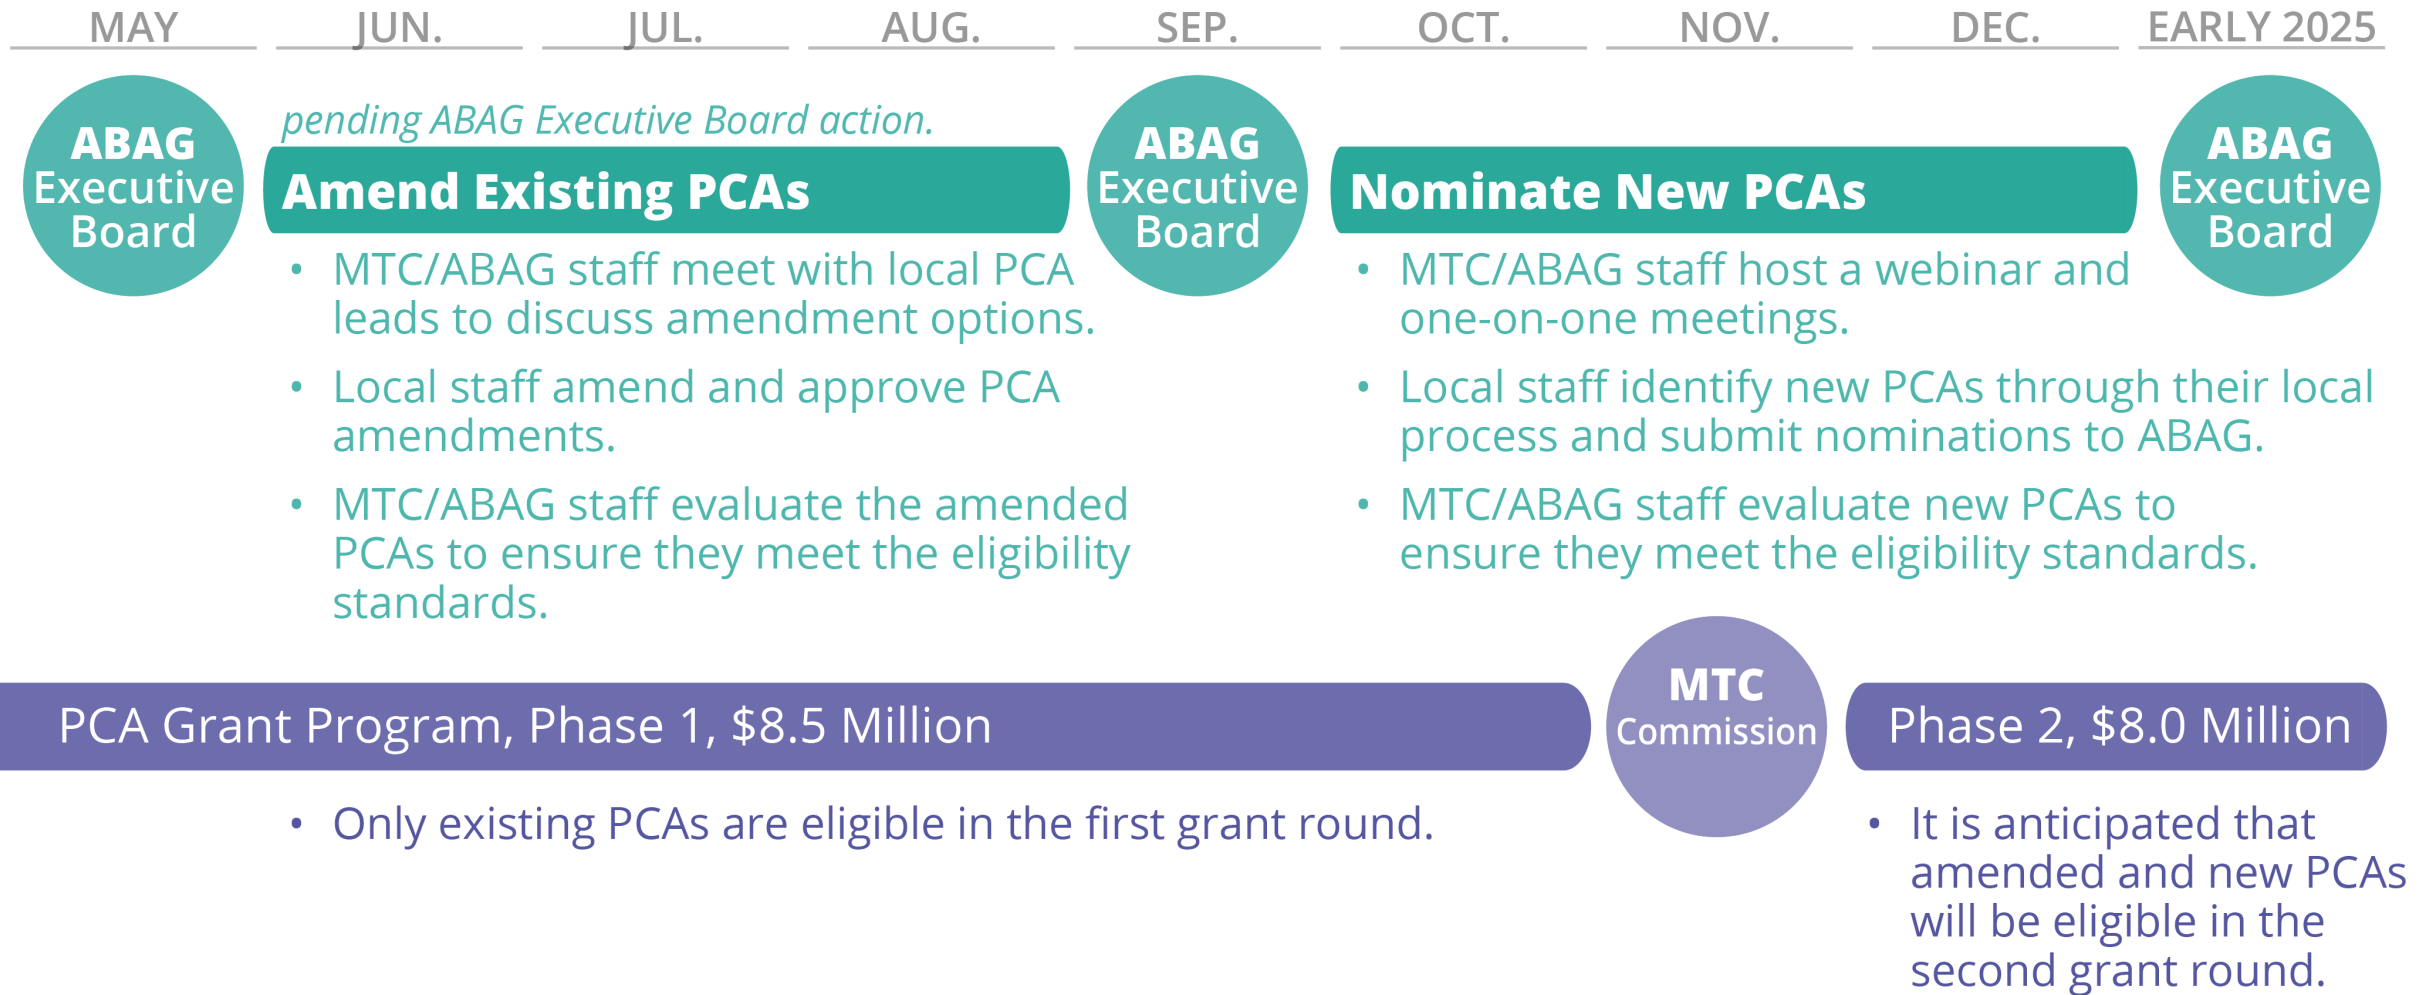 MAY
JUN.
JUL.
AUG.
SEP.
OCT.
NOV.
DEC.
EARLY 2025
ABAG
Executive
Board
pending ABAG Executive Board action.
Amend Existing PCAs
• MTC/ABAG staff meet with local PCA
leads to discuss amendment options.
• Local staff amend and approve PCA
amendments.
• MTC/ABAG staff evaluate the amended
PCAs to ensure they meet the eligibility
standards.
ABAG
Executive
Board
Nominate New PCAs
• MTC/ABAG staff host a webinar and
one-on-one meetings.
• Local staff identify new PCAs through their local
process and submit nominations to ABAG.
• MTC/ABAG staff evaluate new PCAs to
ensure they meet the eligibility standards.
ABAG
Executive
Board
PCA Grant Program, Phase 1, $8.5 Million
• Only existing PCAs are eligible in the first grant round.
MTC
Commission
Phase 2, $8.0 Million
• It is anticipated that
amended and new PCAs
will be eligible in the
second grant round.